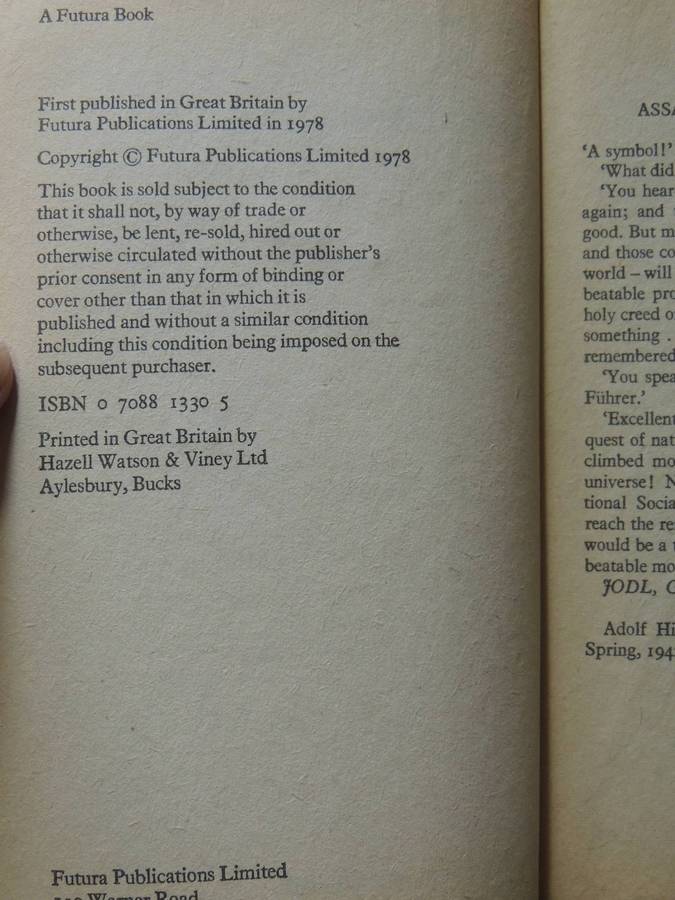 A Futura Book
First published in Great Britain by
Futura Publications Limited in 1978
Copyright © Futura Publications Limited 1978
This book is sold subject to the condition
that it shall not, by way of trade or
otherwise, be lent, re-sold, hired out or
otherwise circulated without the publisher's
prior consent in any form of binding or
cover other than that in which it is
published and without a similar condition
including this condition being imposed on the
subsequent purchaser.
ISBN 0 7088 1330 5
Printed in Great Britain by
Hazell Watson & Viney Ltd
Aylesbury, Bucks
Futura Publications Limited
Warner Road
ASSA
'A symbol!'
'What did
'You hear
again; and
good. But m
and those co
world – will
beatable pro
holy creed o
something .
remembered
'You spea
Führer.'
'Excellent
quest of nat
climbed mo
universe! N
tional Socia
reach the re
would be a
beatable mo
JODL, C
Adolf Hi
Spring, 194